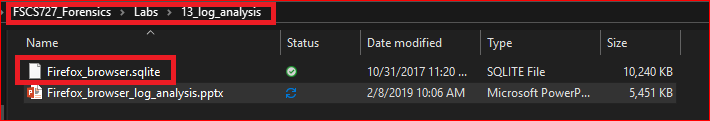 FSCS727_Forensics > Labs > 13_log_analysis
Name Status Date modified Type Size
Firefox_browser.sqlite 10/31/2017 11:20 ... SQLITE File 10,240 KB
Firefox_browser_log_analysis.pptx 2/8/2019 10:06 AM Microsoft PowerP... 5,451 KB